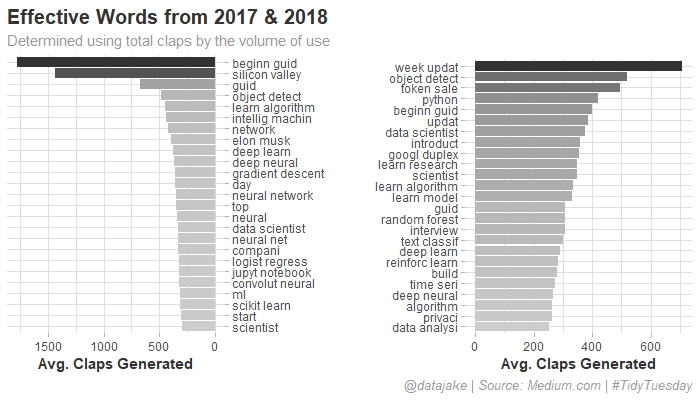 Effective Words from 2017 & 2018
Determined using total claps by the volume of use
beginn guid
silicon valley
guid
object detect
learn algorithm
intellig machin
network
elon musk
deep learn
deep neural
gradient descent
day
neural network
top
neural
data scientist
neural net
compani
logist regress
jupyt notebook
convolut neural
ml
scikit learn
start
scientist
1500 1000 500 0
Avg. Claps Generated
week updat
object detect
token sale
python
beginn guid
updat
data scientist
introduct
googl duplex
learn research
scientist
learn algorithm
learn model
guid
random forest
interview
text classif
deep learn
reinforc learn
build
time seri
deep neural
algorithm
privaci
data analysi
0 200 400 600
Avg. Claps Generated
@datajake | Source: Medium.com | #TidyTuesday